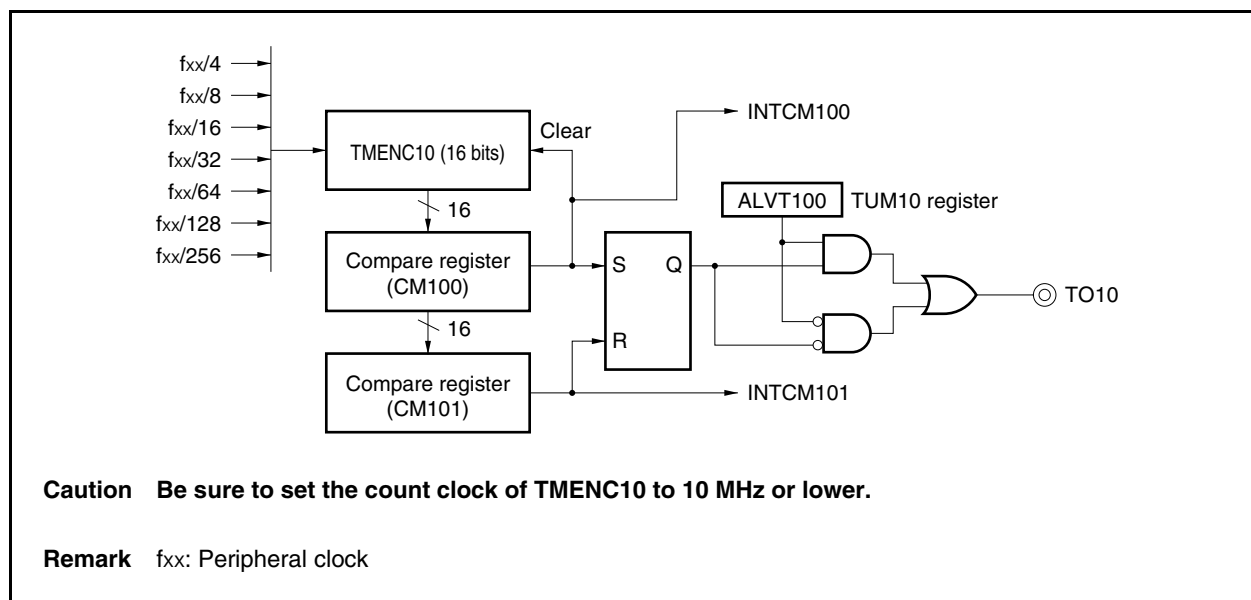 fxx/4
fxx/8
fxx/16
fxx/32
fxx/64
fxx/128
fxx/256
TMENC10 (16 bits)
Clear
INTCM100
16
ALVT100
TUM10 register
Compare register
(CM100)
S
Q
R
TO10
16
Compare register
(CM101)
INTCM101
Caution Be sure to set the count clock of TMENC10 to 10 MHz or lower.
Remark fxx: Peripheral clock